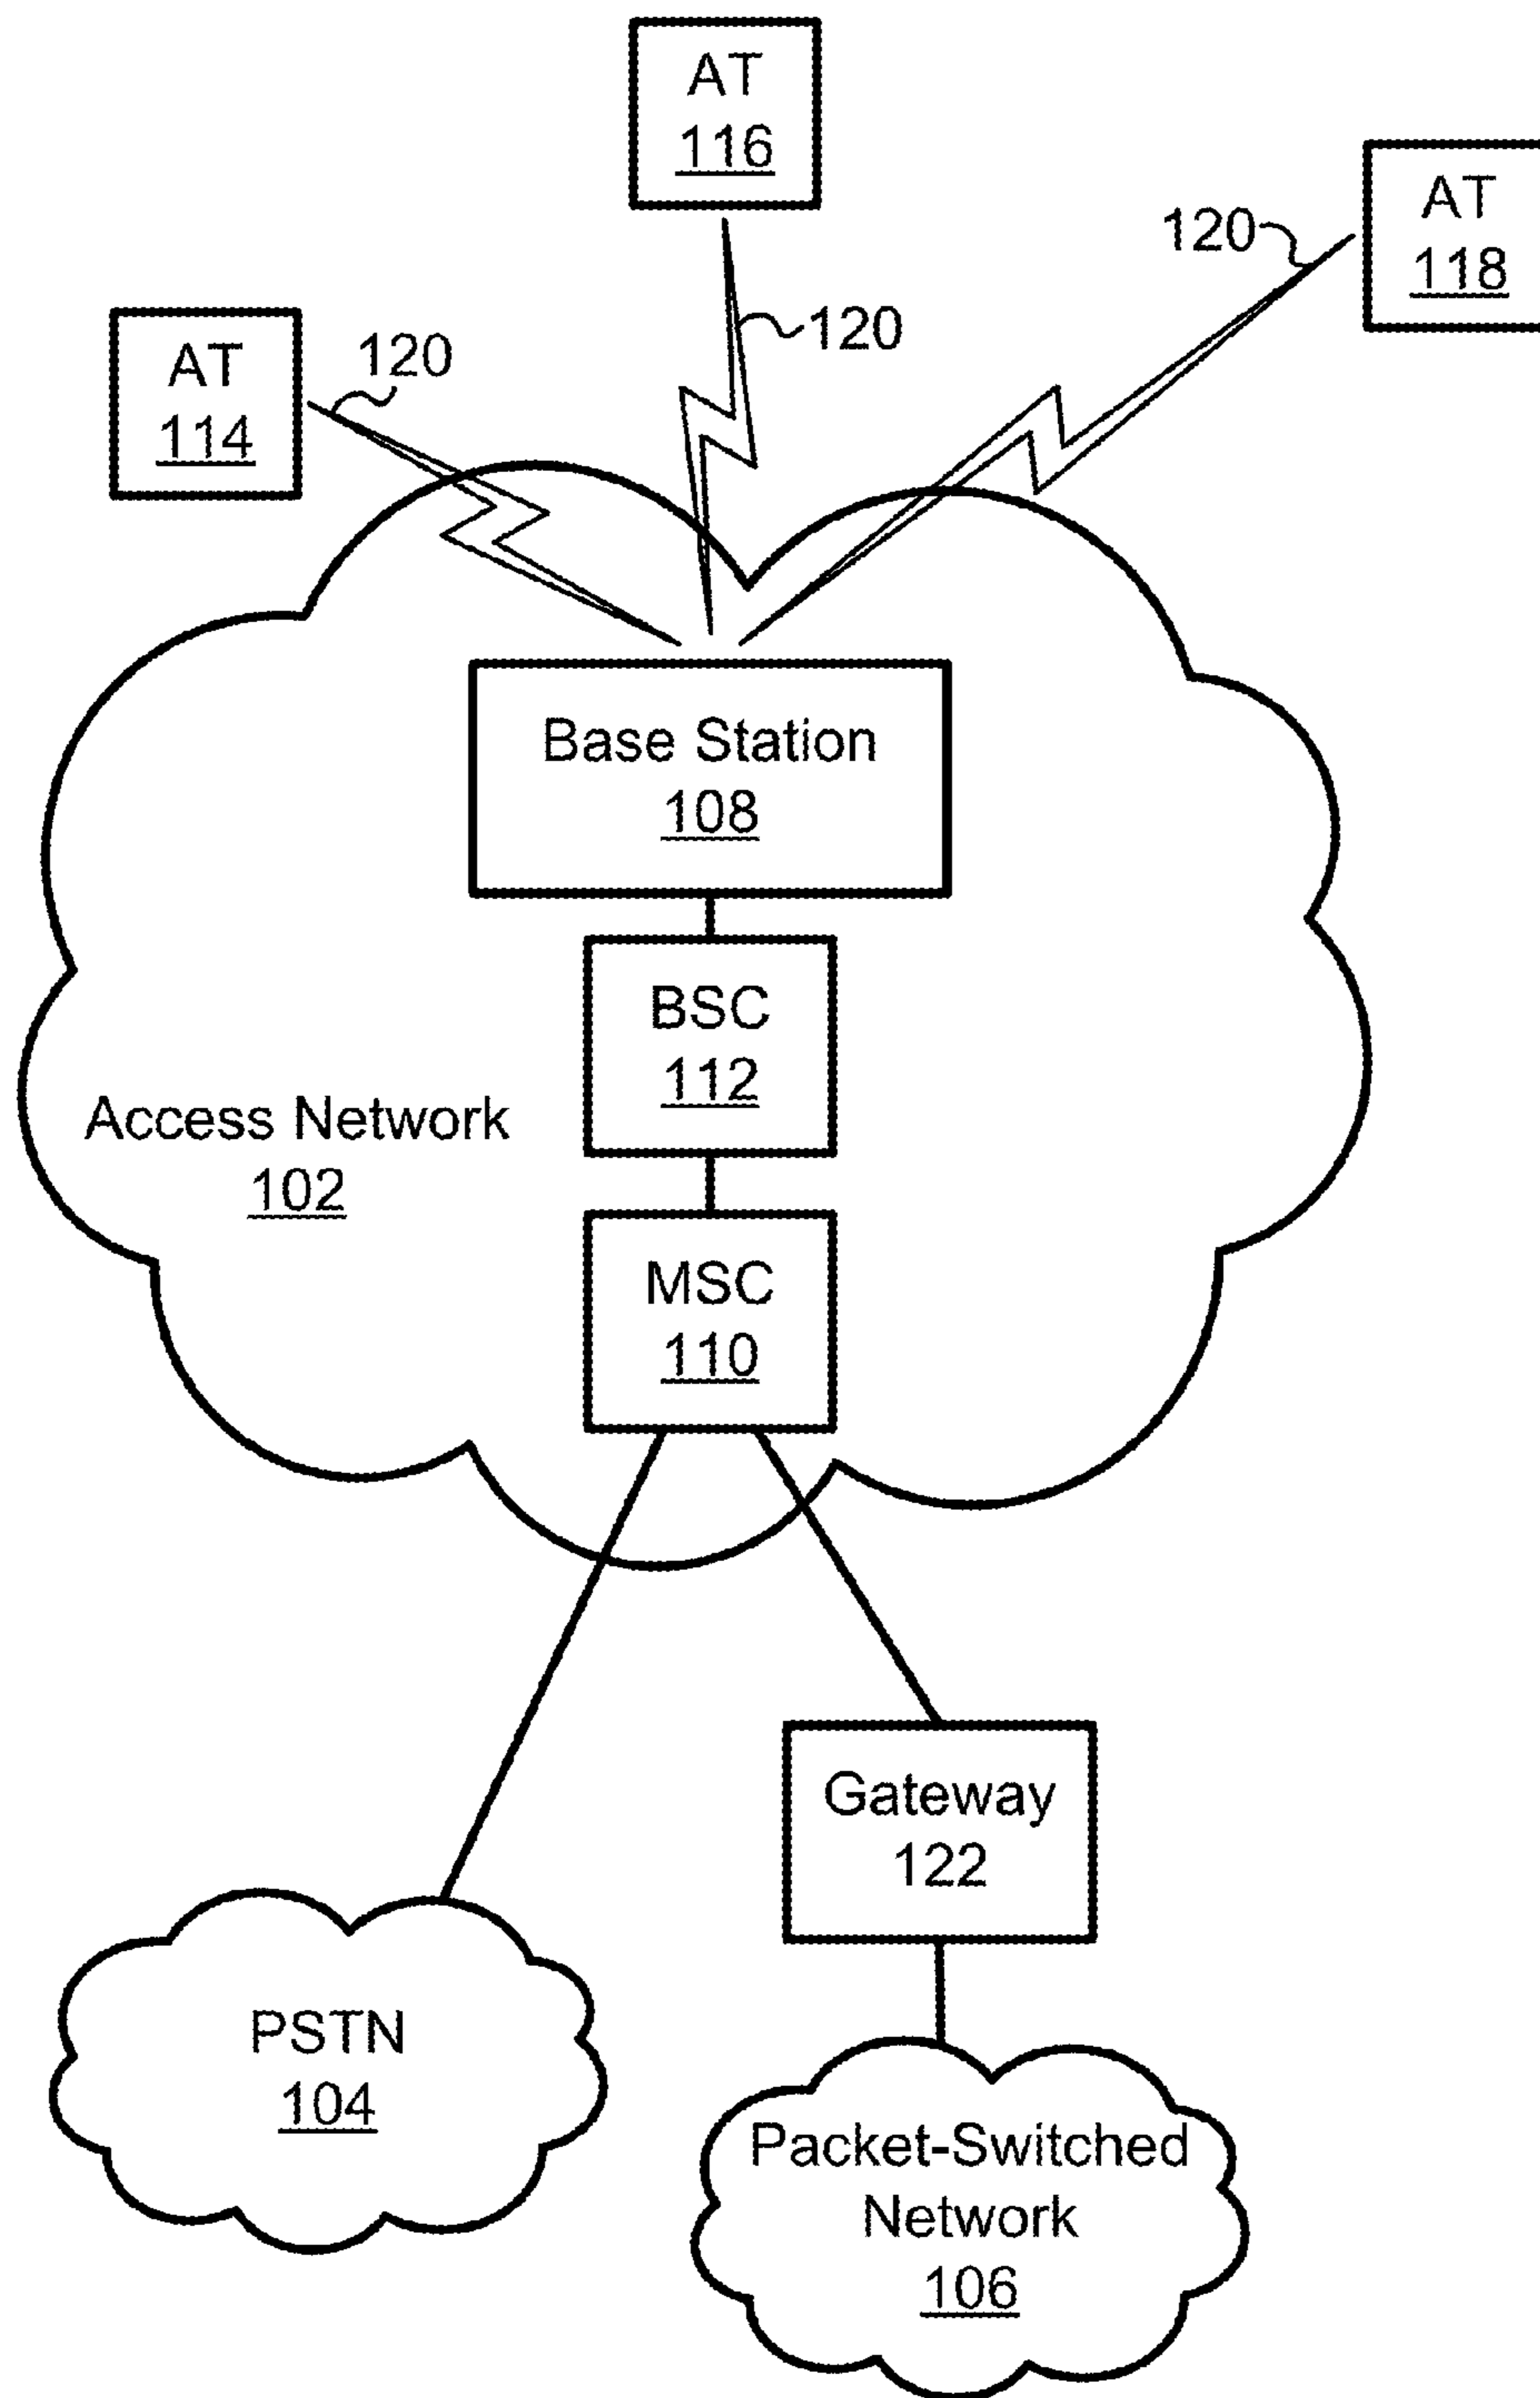 AT
116
AT
118
120
120
AT
114
120
Base Station
108
BSC
112
Access Network
102
MSC
110
Gateway
122
PSTN
104
Packet-Switched
Network
106